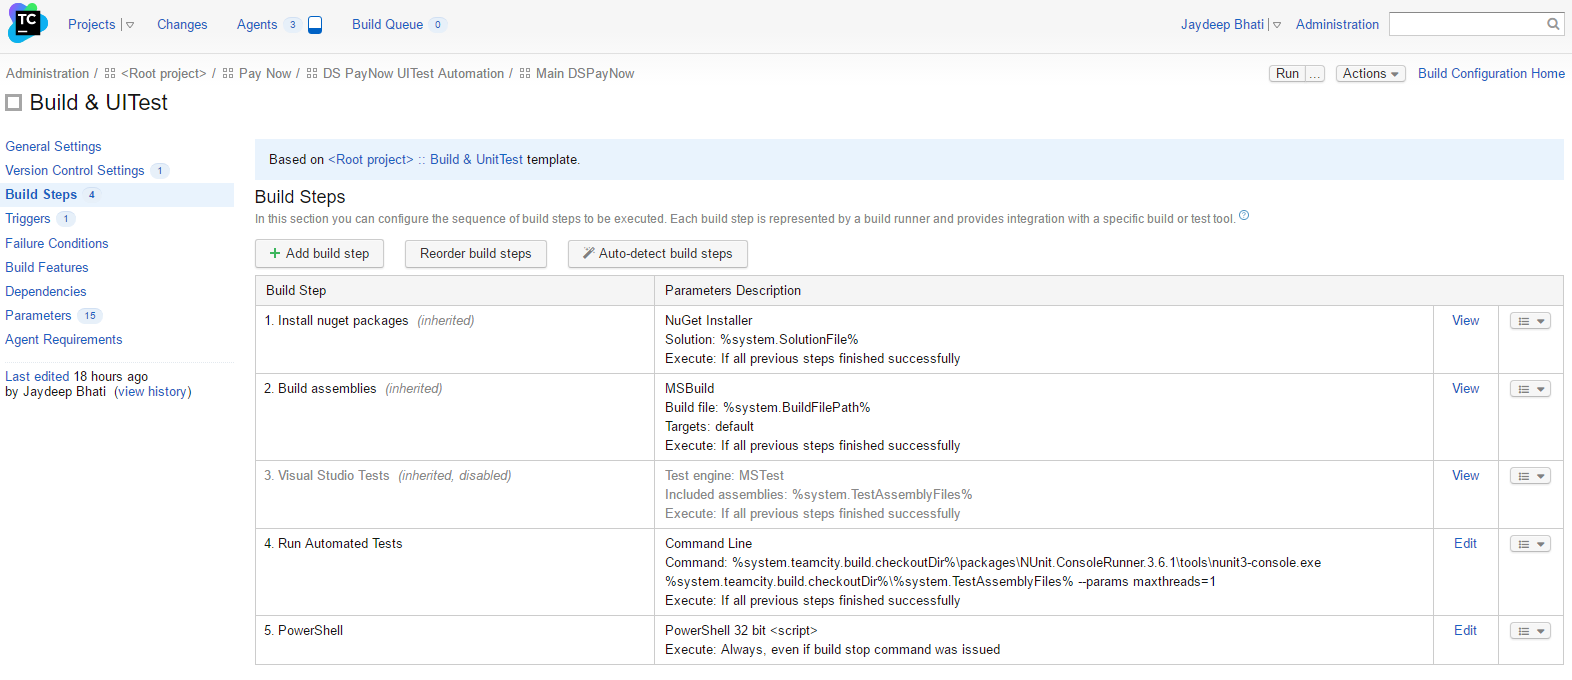 TC
Projects
Changes
Agents 3
Build Queue 0
Jaydeep Bhati
Administration
Administration / <Root project> / Pay Now / DS PayNow UITest Automation / Main DSPayNow
Run ...
Actions
Build Configuration Home
Build & UITest
General Settings
Version Control Settings 1
Build Steps 4
Triggers 1
Failure Conditions
Build Features
Dependencies
Parameters 15
Agent Requirements
Last edited 18 hours ago
by Jaydeep Bhati (view history)
Based on <Root project> :: Build & UnitTest template.
Build Steps
In this section you can configure the sequence of build steps to be executed. Each build step is represented by a build runner and provides integration with a specific build or test tool. ?
+ Add build step
Reorder build steps
Auto-detect build steps
Build Step
Parameters Description
1. Install nuget packages (inherited)
NuGet Installer
Solution: %system.SolutionFile%
Execute: If all previous steps finished successfully
View
2. Build assemblies (inherited)
MSBuild
Build file: %system.BuildFilePath%
Targets: default
Execute: If all previous steps finished successfully
View
3. Visual Studio Tests (inherited, disabled)
Test engine: MSTest
Included assemblies: %system.TestAssemblyFiles%
Execute: If all previous steps finished successfully
View
4. Run Automated Tests
Command Line
Command: %system.teamcity.build.checkoutDir%\packages\NUnit.ConsoleRunner.3.6.1\tools\nunit3-console.exe
%system.teamcity.build.checkoutDir%\%system.TestAssemblyFiles% --params maxthreads=1
Execute: If all previous steps finished successfully
Edit
5. PowerShell
PowerShell 32 bit <script>
Execute: Always, even if build stop command was issued
Edit